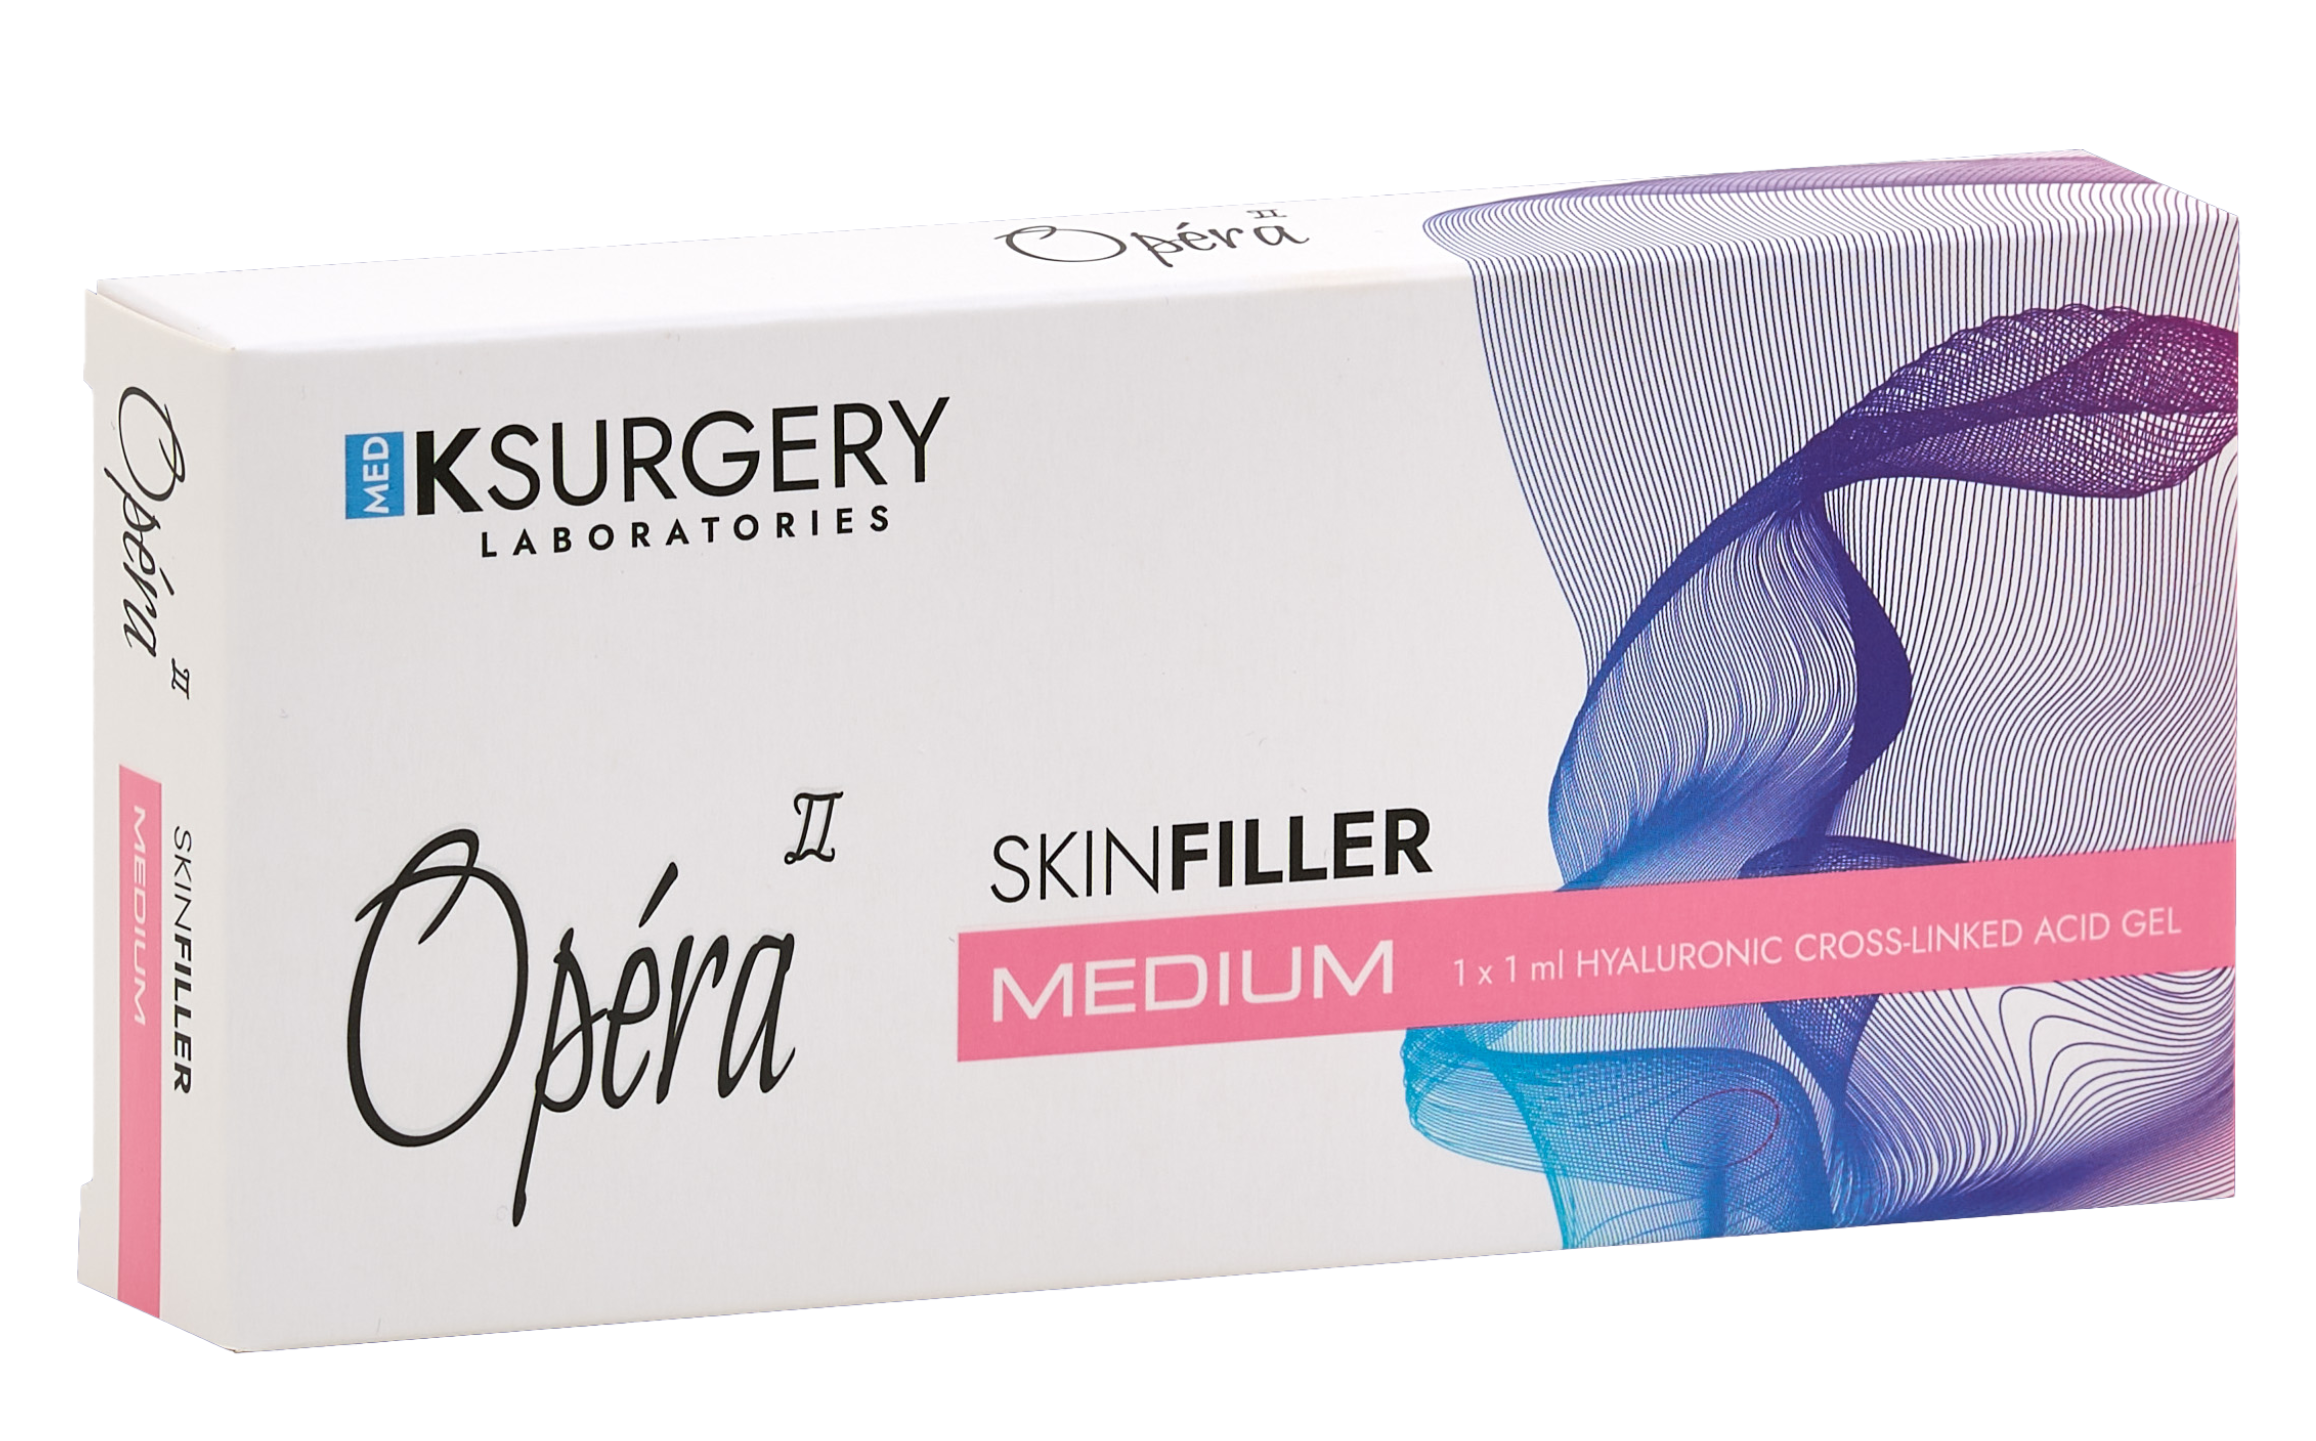 Opéra II
MED KSURGERY
LABORATORIES
Opéra II
SKINFILLER
MEDIUM 1 x 1 ml HYALURONIC CROSS-LINKED ACID GEL
Opéra II
SKINFILLER
MEDIUM